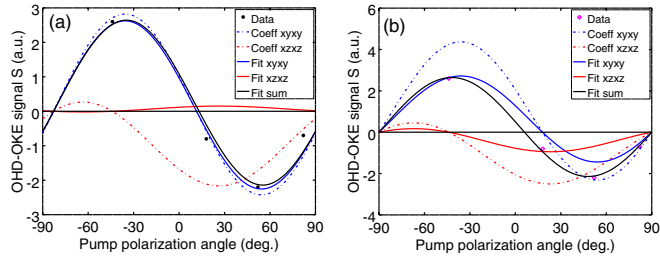 (a)
Data
Coeff xyxy
Coeff xzxz
Fit xyxy
Fit xzxz
Fit sum
OHD-OKE signal S (a.u.)
3
2
1
0
-1
-2
-3
-90 -60 -30 0 30 60 90
Pump polarization angle (deg.)
(b)
Data
Coeff xyxy
Coeff xzxz
Fit xyxy
Fit xzxz
Fit sum
OHD-OKE signal S (a.u.)
6
4
2
0
-2
-4
-90 -60 -30 0 30 60 90
Pump polarization angle (deg.)